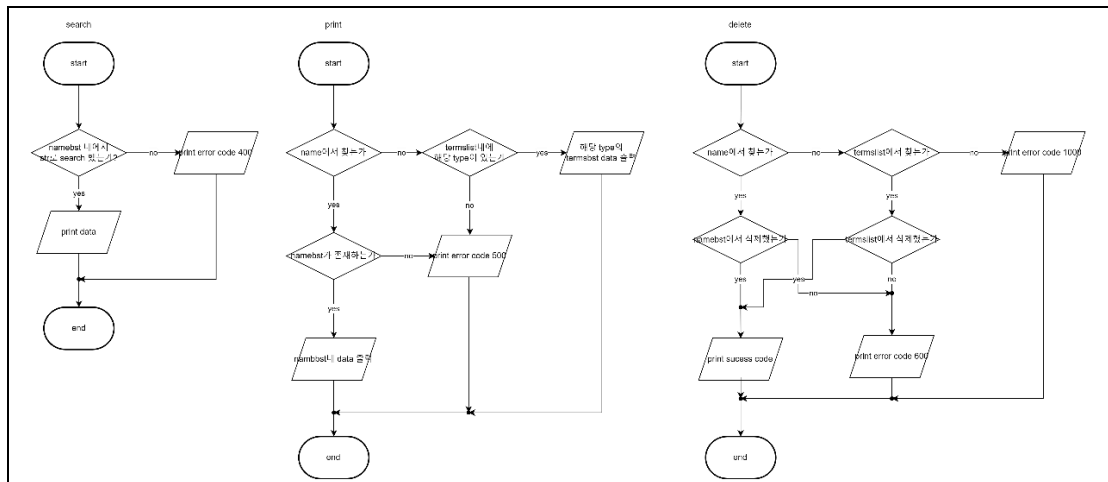 search
start
namebst 내에서
str로 search 있는가?
no
print error code 400
yes
print data
end
print
start
name에서 찾는가
no
termslist내에
해당 type이 있는가
yes
해당 type의
termsbst data 출력
yes
no
namebst가 존재하는가
no
print error code 500
yes
nambbst내 data 출력
end
delete
start
name에서 찾는가
no
termslist에서 찾는가
no
print error code 1000
yes
yes
namebst에서 삭제했는가
termslist에서 삭제했는가
yes
yes
no
no
print sucess code
print error code 600
end